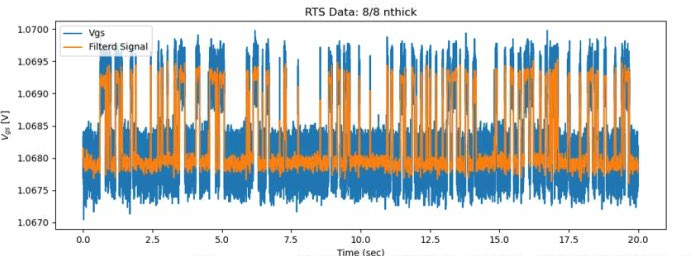 RTS Data: 8/8 nthick
Vgs
Filterd Signal
Vgs [V]
1.0700
1.0695
1.0690
1.0685
1.0680
1.0675
1.0670
0.0 2.5 5.0 7.5 10.0 12.5 15.0 17.5 20.0
Time (sec)